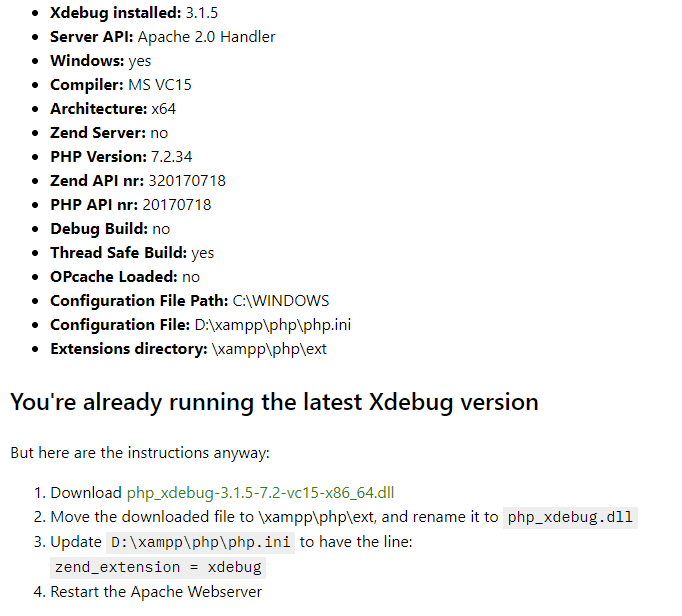 Xdebug installed: 3.1.5
Server API: Apache 2.0 Handler
Windows: yes
Compiler: MS VC15
Architecture: x64
Zend Server: no
PHP Version: 7.2.34
Zend API nr: 320170718
PHP API nr: 20170718
Debug Build: no
Thread Safe Build: yes
OPcache Loaded: no
Configuration File Path: C:\WINDOWS
Configuration File: D:\xampp\php\php.ini
Extensions directory: \xampp\php\ext
You're already running the latest Xdebug version
But here are the instructions anyway:
1. Download php_xdebug-3.1.5-7.2-vc15-x86_64.dll
2. Move the downloaded file to \xampp\php\ext, and rename it to php_xdebug.dll
3. Update D:\xampp\php\php.ini to have the line:
zend_extension = xdebug
4. Restart the Apache Webserver